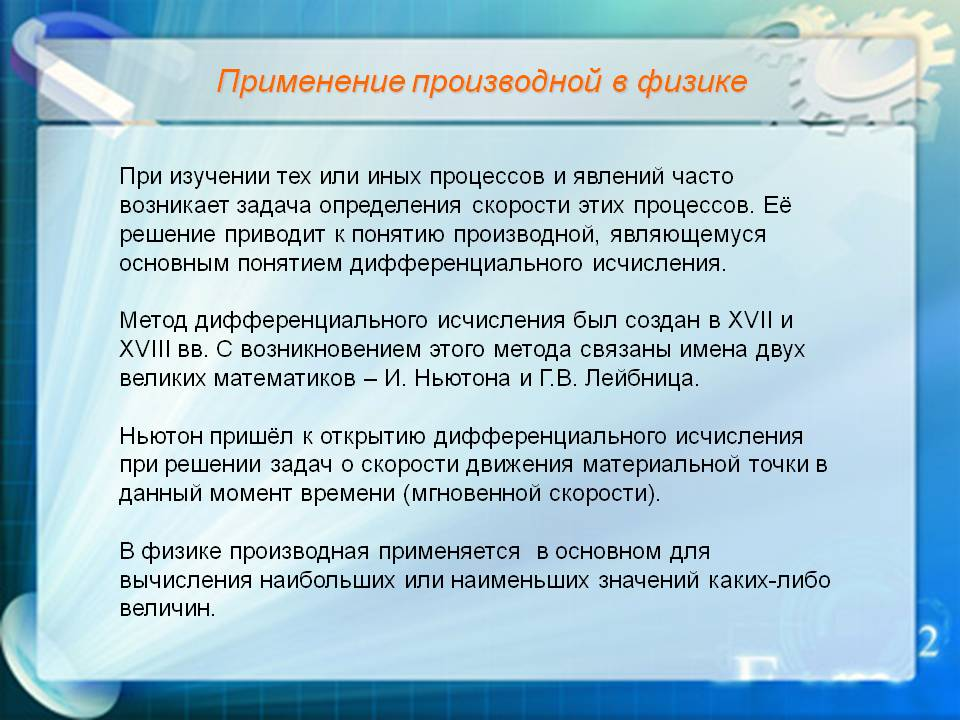 Применение производной в физике
При изучении тех или иных процессов и явлений часто
возникает задача определения скорости этих процессов. Её
решение приводит к понятию производной, являющемуся
основным понятием дифференциального исчисления.
Метод дифференциального исчисления был создан в XVII и
XVIII вв. С возникновением этого метода связаны имена двух
великих математиков – И. Ньютона и Г.В. Лейбница.
Ньютон пришёл к открытию дифференциального исчисления
при решении задач о скорости движения материальной точки в
данный момент времени (мгновенной скорости).
В физике производная применяется  в основном для
вычисления наибольших или наименьших значений каких-либо
величин.
2